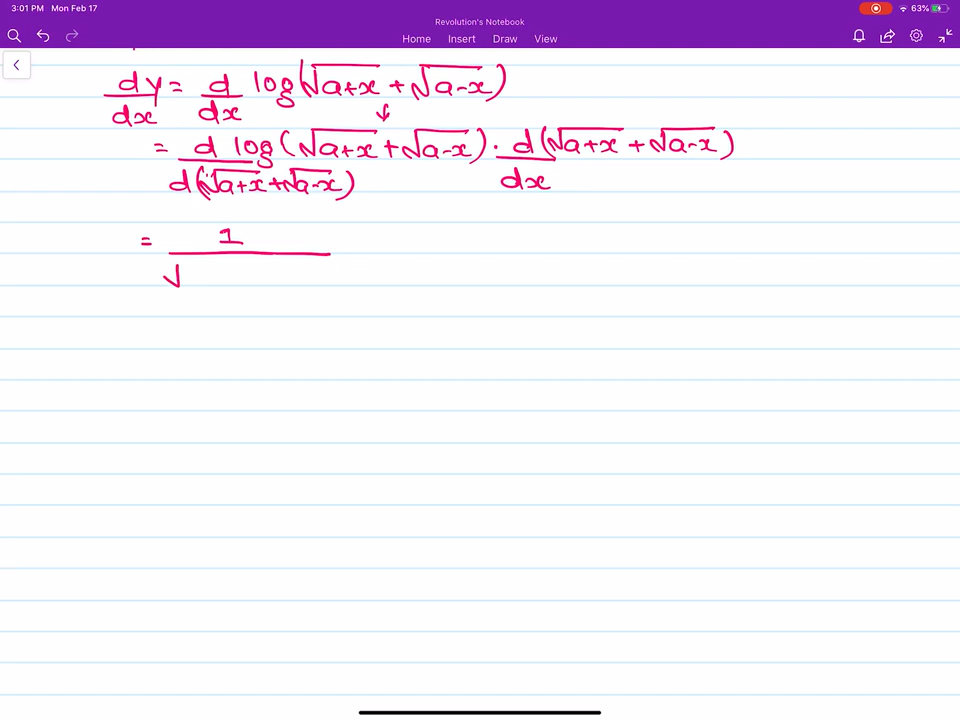 3:01 PM Mon Feb 17
63%
Revolution's Notebook
Home Insert Draw View
dy/dx = d/dx log(√a+x + √a-x)
↓
= d log(√a+x + √a-x)/d(√a+x + √a-x) · d(√a+x + √a-x)/dx
= 1/√